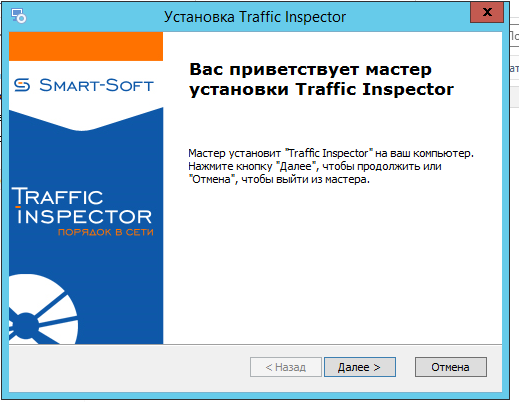 Установка Traffic Inspector
x
SMART-SOFT
TRAFFIC
INSPECTOR
ПОРЯДОК В СЕТИ
Вас приветствует мастер
установки Traffic Inspector
Мастер установит "Traffic Inspector" на ваш компьютер.
Нажмите кнопку "Далее", чтобы продолжить или
"Отмена", чтобы выйти из мастера.
< Назад
Далее >
Отмена